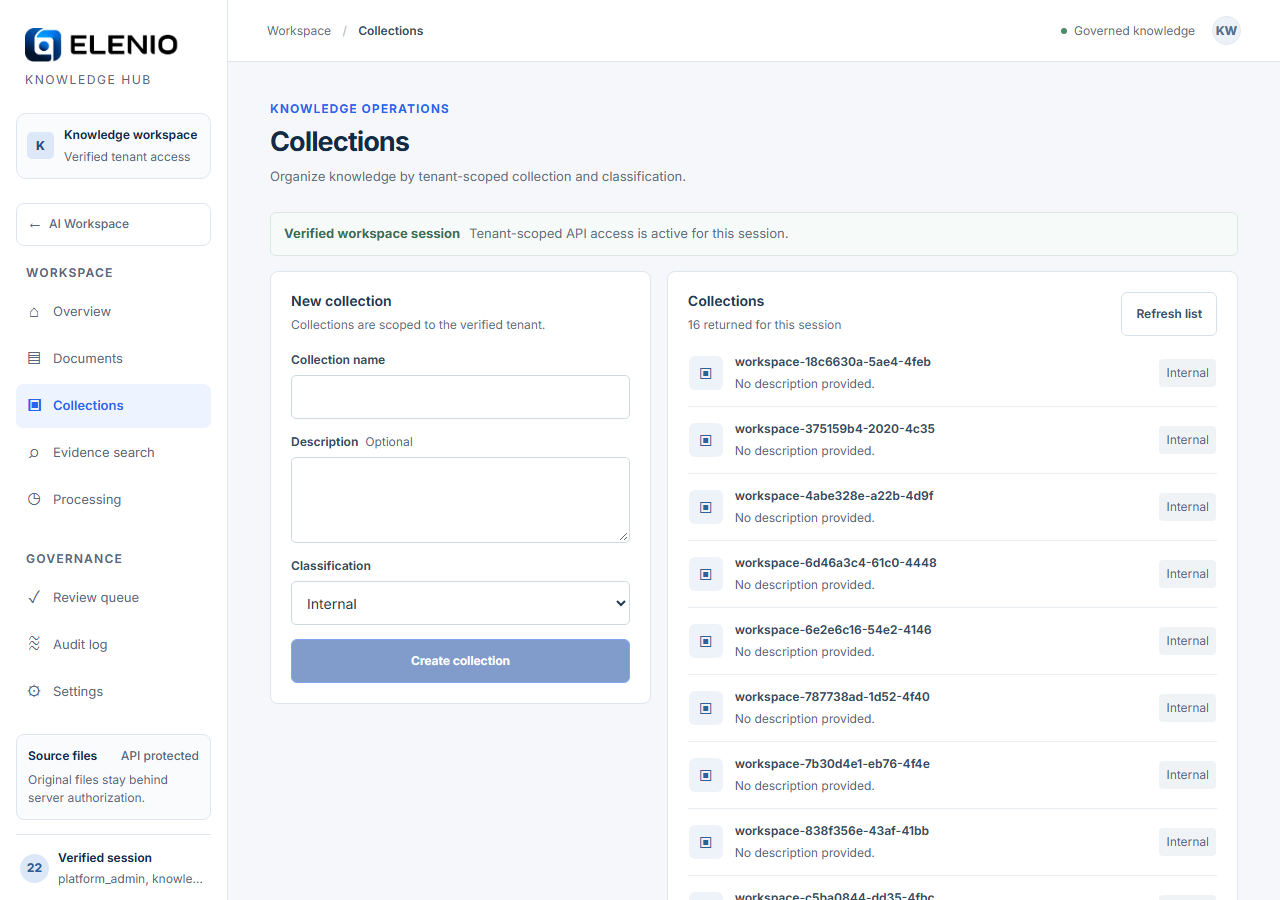 ELENIO
KNOWLEDGE HUB
K
Knowledge workspace
Verified tenant access
← AI Workspace
WORKSPACE
Overview
Documents
Collections
Evidence search
Processing
GOVERNANCE
Review queue
Audit log
Settings
Source files API protected
Original files stay behind
server authorization.
22
Verified session
platform_admin, knowle...
Workspace / Collections
Governed knowledge
KW
KNOWLEDGE OPERATIONS
Collections
Organize knowledge by tenant-scoped collection and classification.
Verified workspace session Tenant-scoped API access is active for this session.
New collection
Collections are scoped to the verified tenant.
Collection name
Description Optional
Classification
Internal
Create collection
Collections
16 returned for this session
Refresh list
workspace-18c6630a-5ae4-4feb
No description provided.
Internal
workspace-375159b4-2020-4c35
No description provided.
Internal
workspace-4abe328e-a22b-4d9f
No description provided.
Internal
workspace-6d46a3c4-61c0-4448
No description provided.
Internal
workspace-6e2e6c16-54e2-4146
No description provided.
Internal
workspace-787738ad-1d52-4f40
No description provided.
Internal
workspace-7b30d4e1-eb76-4f4e
No description provided.
Internal
workspace-838f356e-43af-41bb
No description provided.
Internal
workspace-c5ba0844-dd35-4fbc